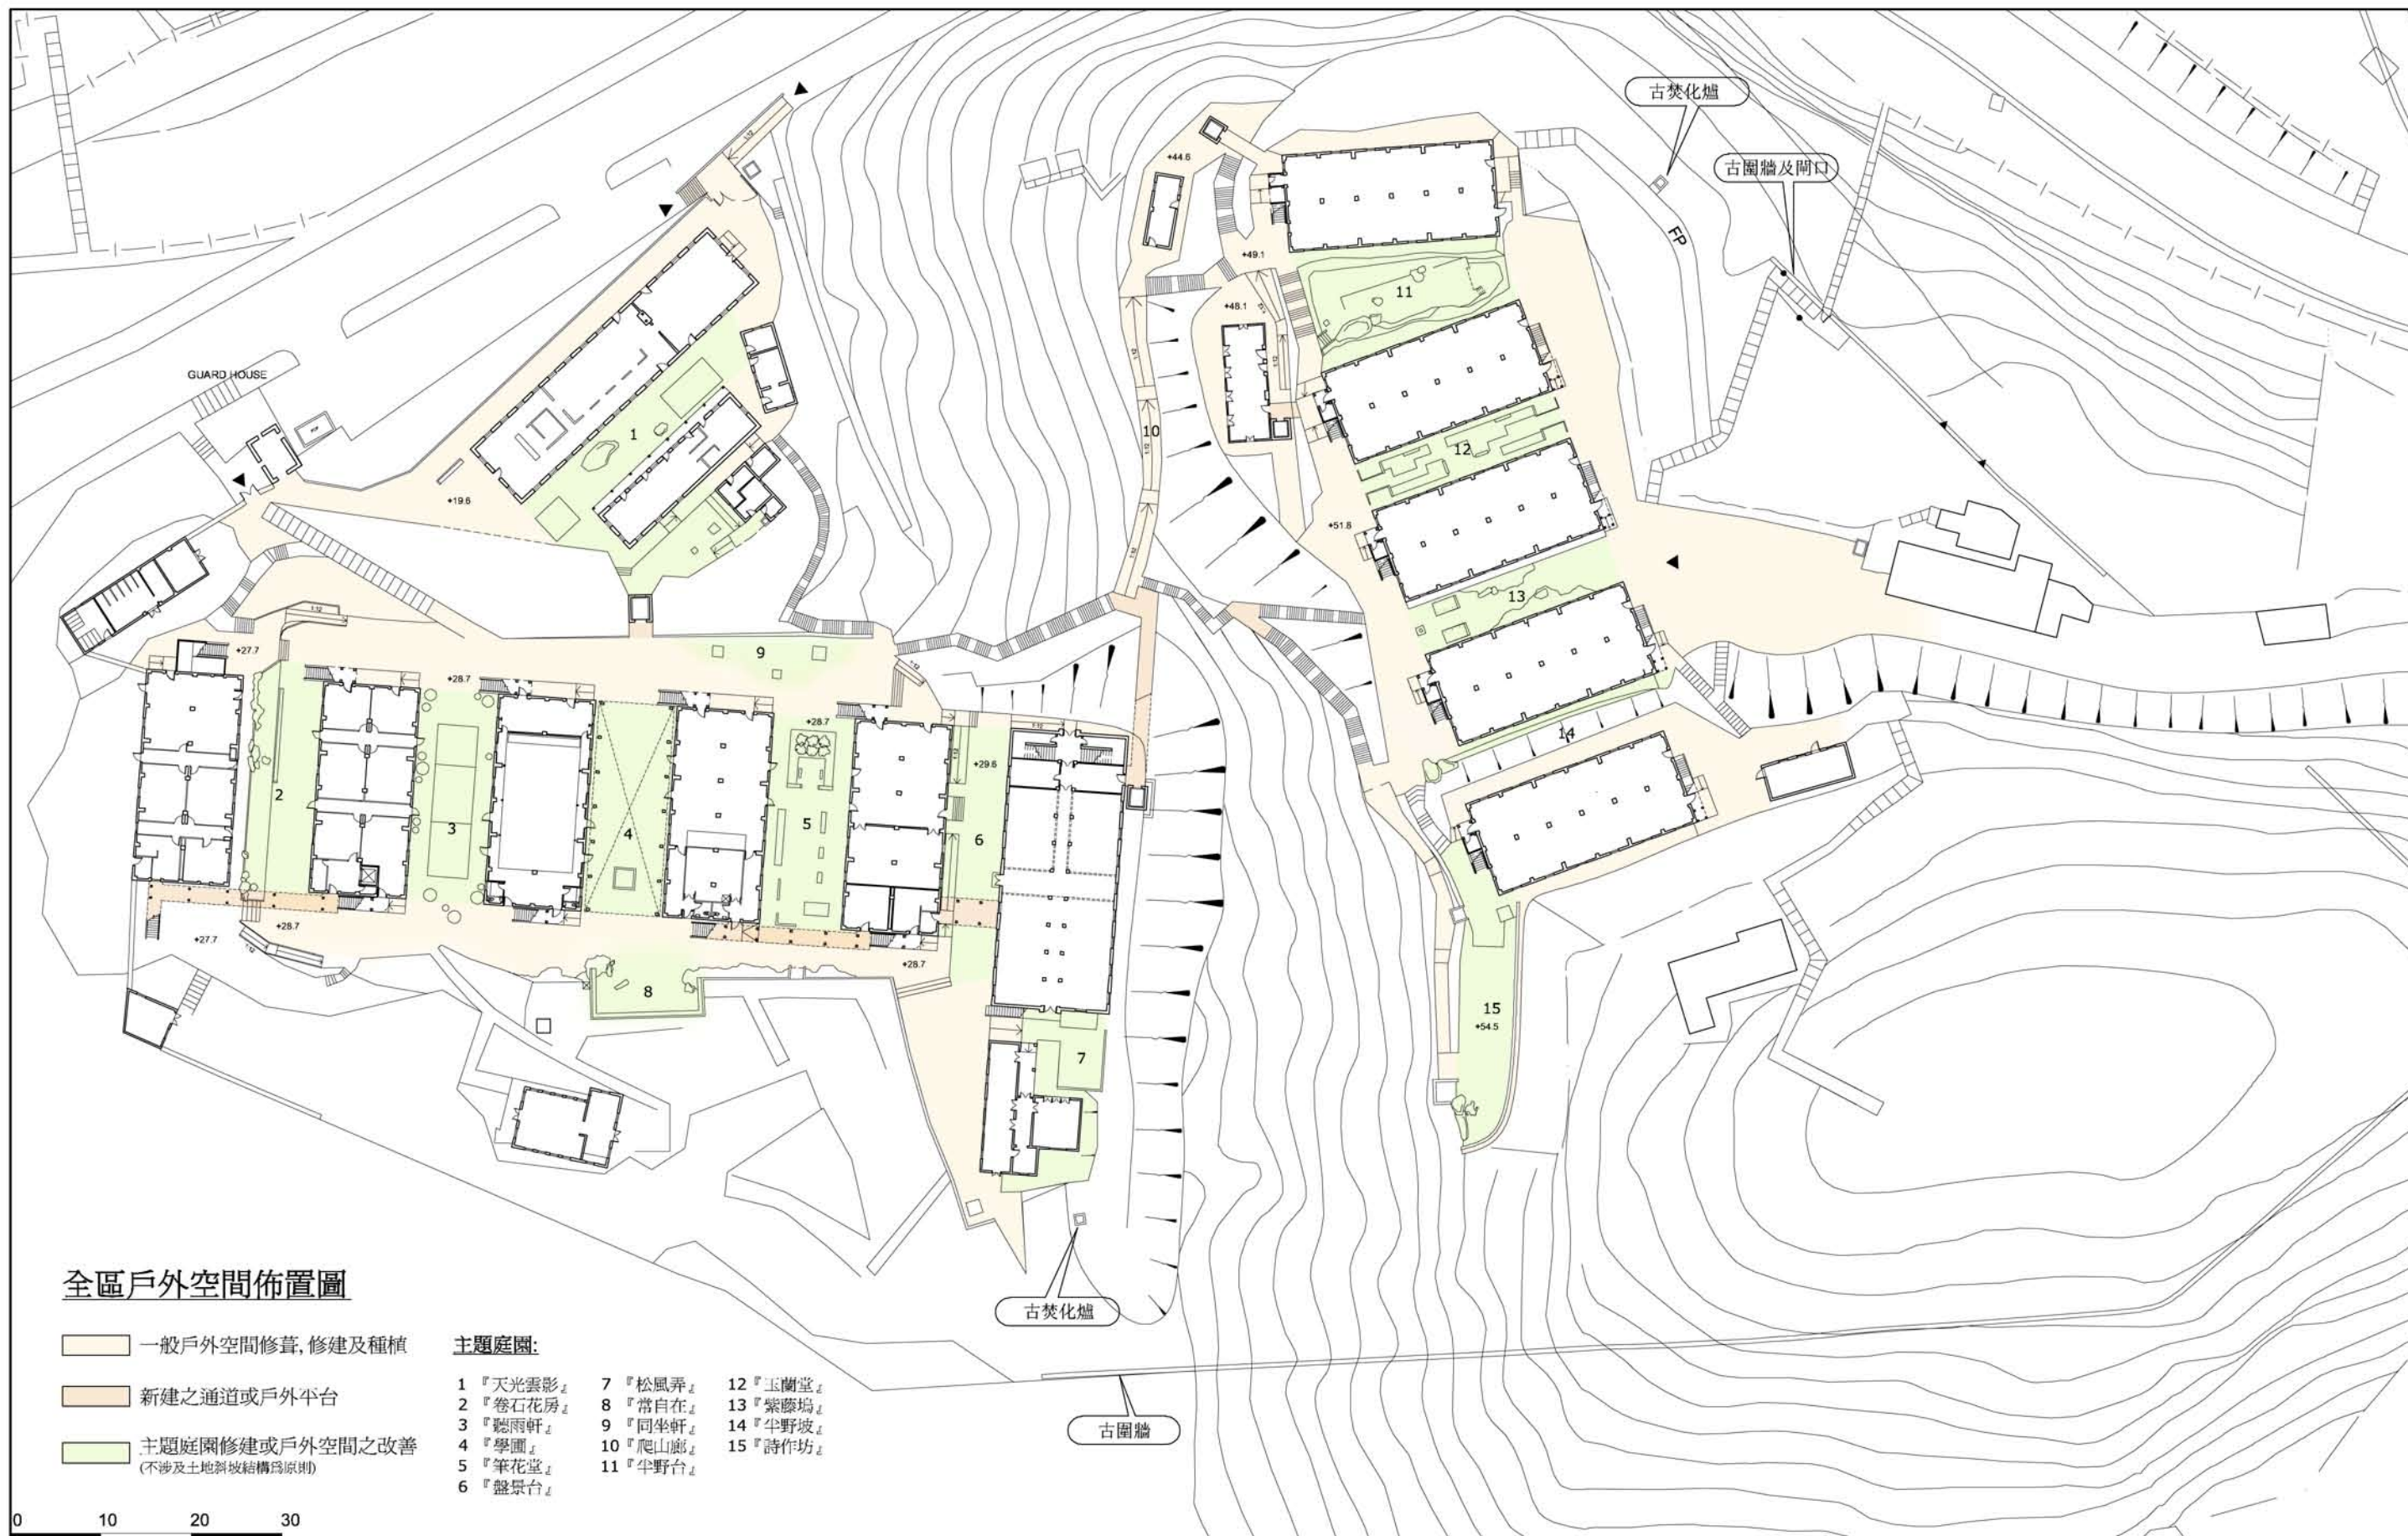 古焚化爐
古圍牆及閘口
FP
+44.6
+49.1
+48.1
11
10
12
1:12
GUARD HOUSE
1
+19.6
+51.8
13
1:12
+27.7
+28.7
9
+28.7
14
+29.6
2
3
4
5
6
+27.7
+28.7
+28.7
8
7
15
+54.5
古焚化爐
古圍牆
全區戶外空間佈置圖
一般戶外空間修葺,修建及種植
新建之通道或戶外平台
主題庭園修建或戶外空間之改善
(不涉及土地斜坡結構爲原則)
主題庭園:
1 『天光雲影』
2 『卷石花房』
3 『聽雨軒』
4 『學圃』
5 『筆花堂』
6 『盤景台』
7 『松風弄』
8 『常自在』
9 『同坐軒』
10 『爬山廊』
11 『半野台』
12 『玉蘭堂』
13 『紫藤塢』
14 『半野坡』
15 『詩作坊』
0 10 20 30